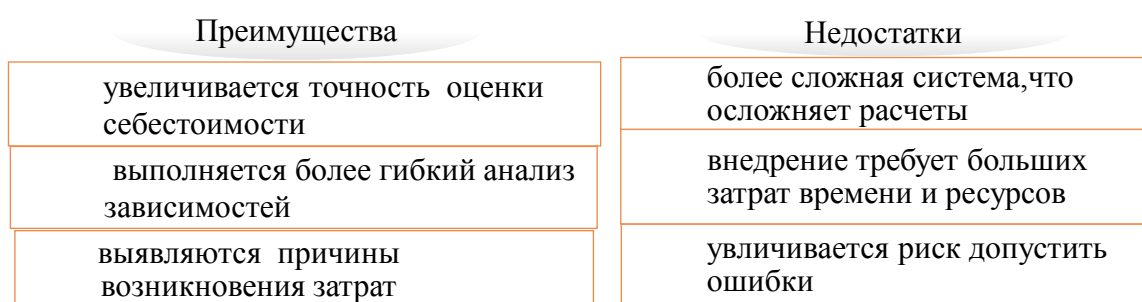 Преимущества
увеличивается точность оценки
себестоимости
выполняется более гибкий анализ
зависимостей
выявляются причины
возникновения затрат
Недостатки
более сложная система,что
осложняет расчеты
внедрение требует больших
затрат времени и ресурсов
увличивается риск допустить
ошибки